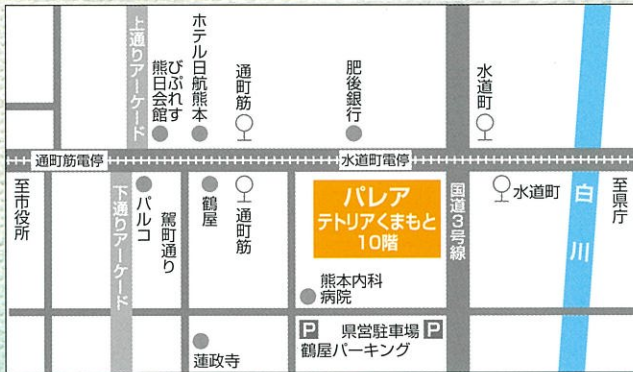 上通りアーケード
びぷれす
熊日会館
ホテル日航熊本
通町筋
肥後銀行
水道町
通町筋電停
水道町電停
至市役所
下通りアーケード
パルコ
駕町通り
鶴屋
通町筋
パレア
テトリアくまもと
10階
国道3号線
水道町
白川
至県庁
熊本内科
病院
蓮政寺
P 県営駐車場 P
鶴屋パーキング